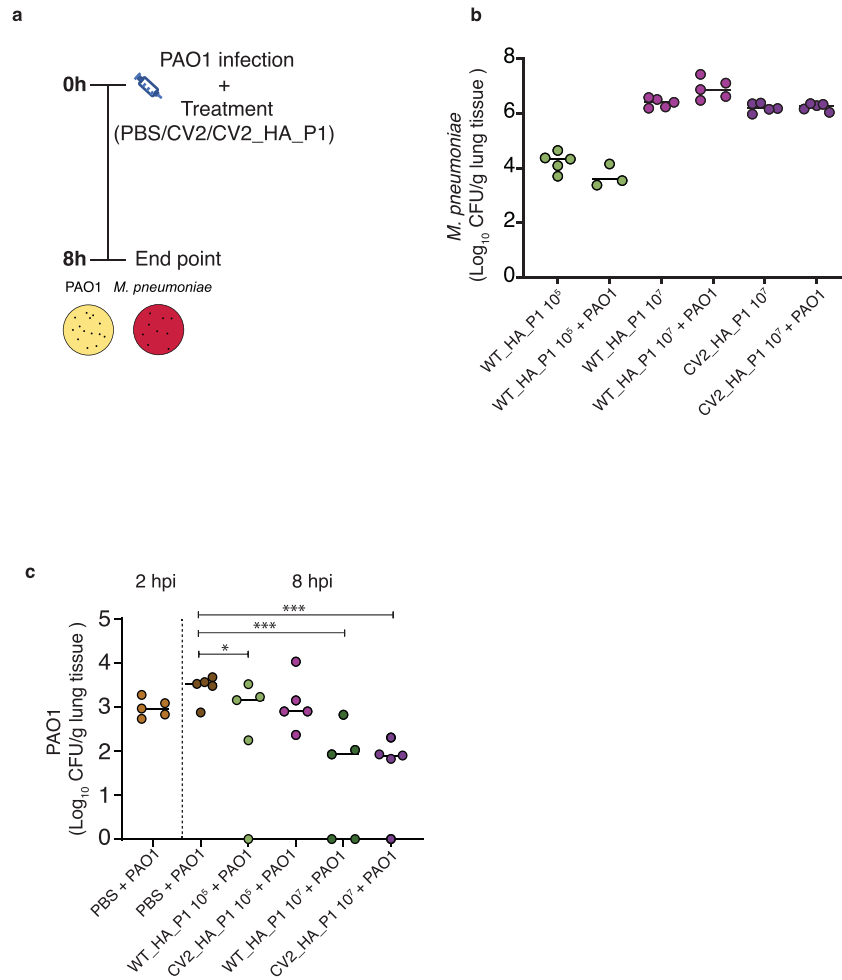 a
0h
PAO1 infection
+
Treatment
(PBS/CV2/CV2_HA_P1)
8h
End point
PAO1
M. pneumoniae
b
M. pneumoniae
(Log₁₀ CFU/g lung tissue )
8
6
4
2
0
WT_HA_P1 10⁵
WT_HA_P1 10⁵ + PAO1
WT_HA_P1 10⁷
WT_HA_P1 10⁷ + PAO1
CV2_HA_P1 10⁷
CV2_HA_P1 10⁷ + PAO1
c
2 hpi
8 hpi
PAO1
(Log₁₀ CFU/g lung tissue )
5
4
3
2
1
0
***
***
*
PBS + PAO1
PBS + PAO1
WT_HA_P1 10⁵ + PAO1
CV2_HA_P1 10⁵ + PAO1
WT_HA_P1 10⁷ + PAO1
CV2_HA_P1 10⁷ + PAO1